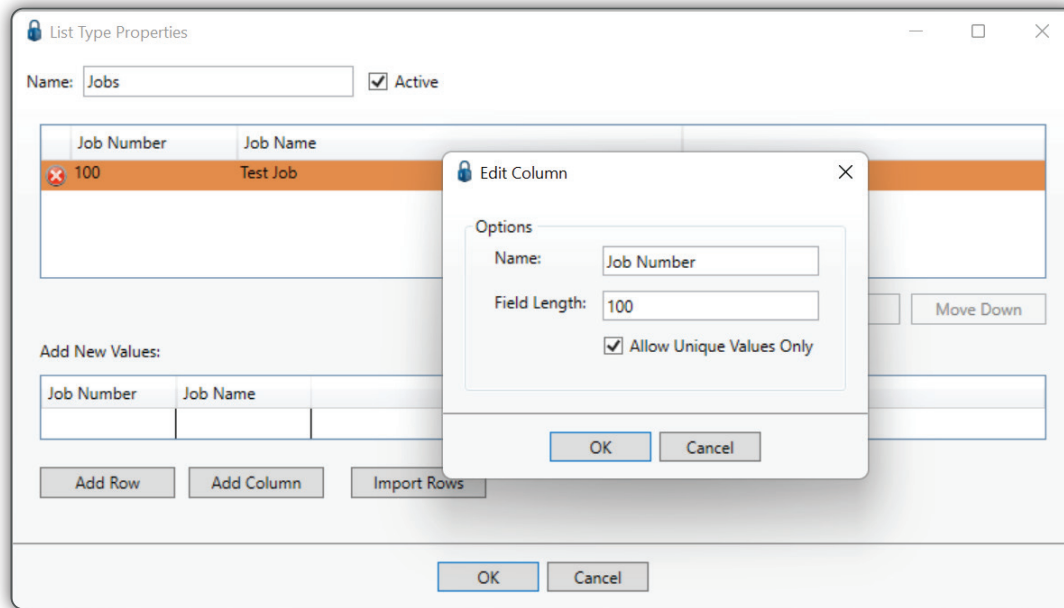 List Type Properties
Name: Jobs Active
Job Number Job Name
100 Test Job
Edit Column
Options
Name: Job Number
Field Length: 100
Allow Unique Values Only
OK Cancel
Move Down
Add New Values:
Job Number Job Name
Add Row Add Column Import Rows
OK Cancel